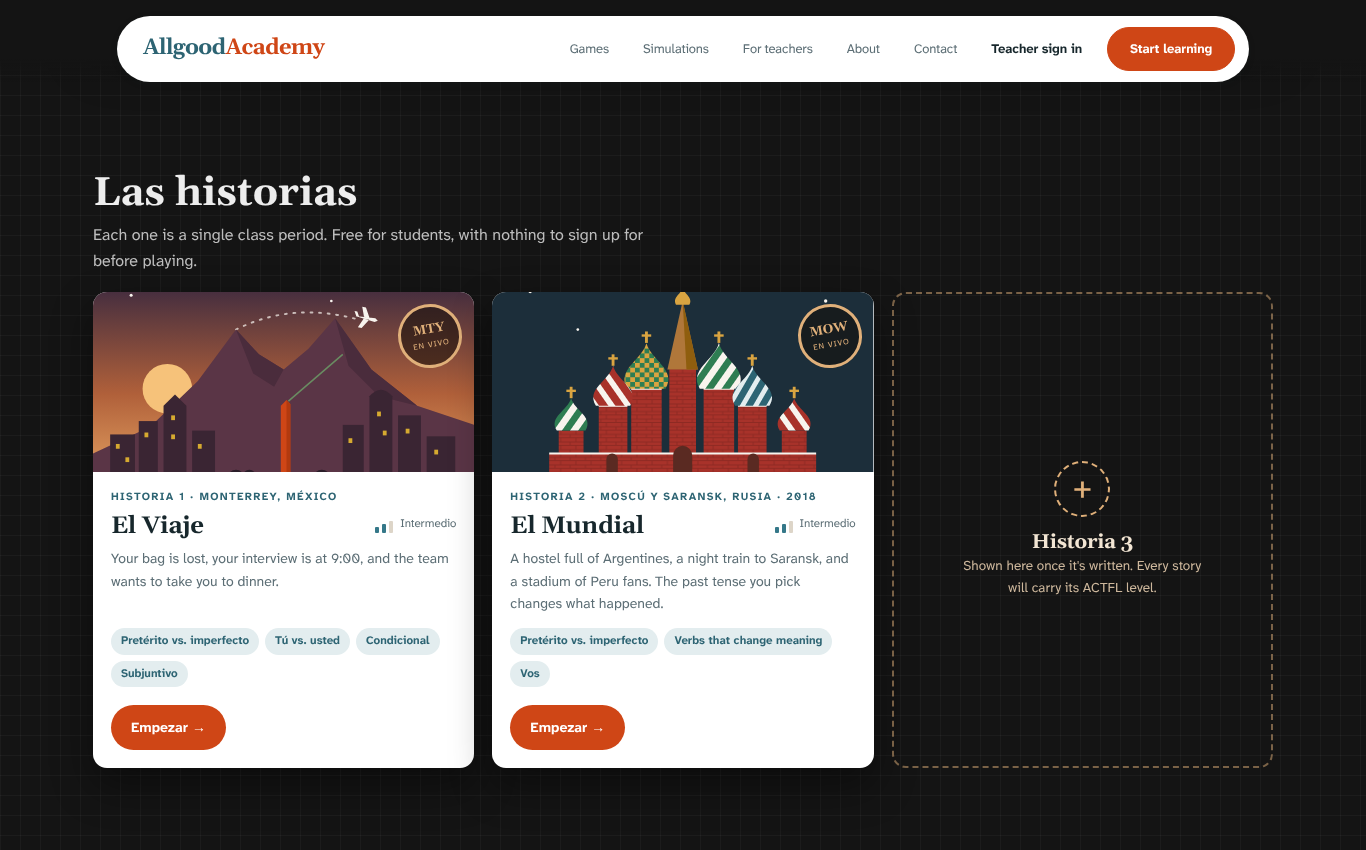 AllgoodAcademy
Games
Simulations
For teachers
About
Contact
Teacher sign in
Start learning
Las historias
Each one is a single class period. Free for students, with nothing to sign up for
before playing.
MTY
EN VIVO
HISTORIA 1 · MONTERREY, MÉXICO
El Viaje
Intermedio
Your bag is lost, your interview is at 9:00, and the team
wants to take you to dinner.
Pretérito vs. imperfecto
Tú vs. usted
Condicional
Subjuntivo
Empezar →
MOW
EN VIVO
HISTORIA 2 · MOSCÚ Y SARANSK, RUSIA · 2018
El Mundial
Intermedio
A hostel full of Argentines, a night train to Saransk, and
a stadium of Peru fans. The past tense you pick
changes what happened.
Pretérito vs. imperfecto
Verbs that change meaning
Vos
Empezar →
+
Historia 3
Shown here once it's written. Every story
will carry its ACTFL level.